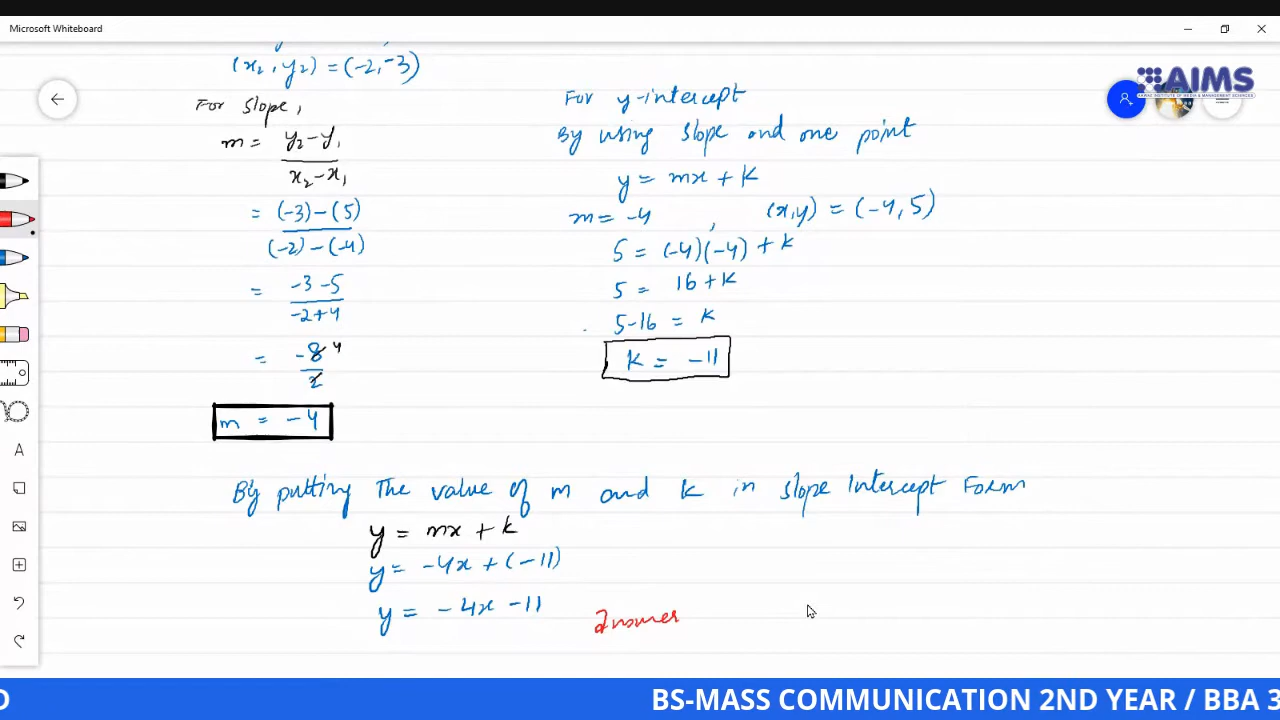 Microsoft Whiteboard
(x₂, y₂) = (-2, -3)
AIMS
For slope,
m = y₂ - y₁
x₂ - x₁
= (-3) - (5)
(-2) - (-4)
= -3 -5
-2 + 4
= -8 4
2
m = -4
For y-intercept
By using slope and one point
y = mx + k
m = -4 , (x,y) = (-4, 5)
5 = (-4)(-4) + k
5 = 16 + k
5-16 = k
k = -11
By putting The value of m and k in slope Intercept Form
y = mx + k
y = -4x + (-11)
y = -4x -11 Answer
A
BS-MASS COMMUNICATION 2ND YEAR / BBA 3